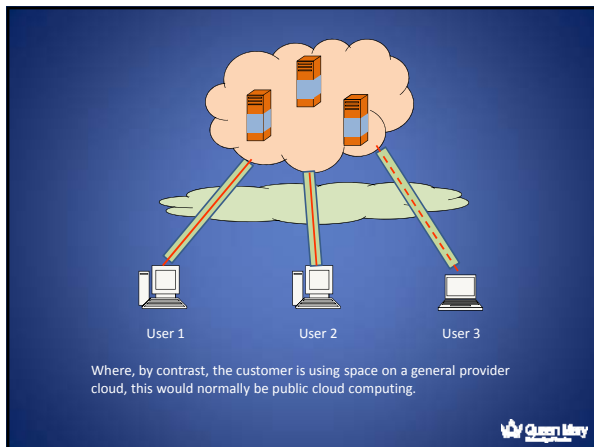 User 1
User 2
User 3
Where, by contrast, the customer is using space on a general provider
cloud, this would normally be public cloud computing.
Queen Mary